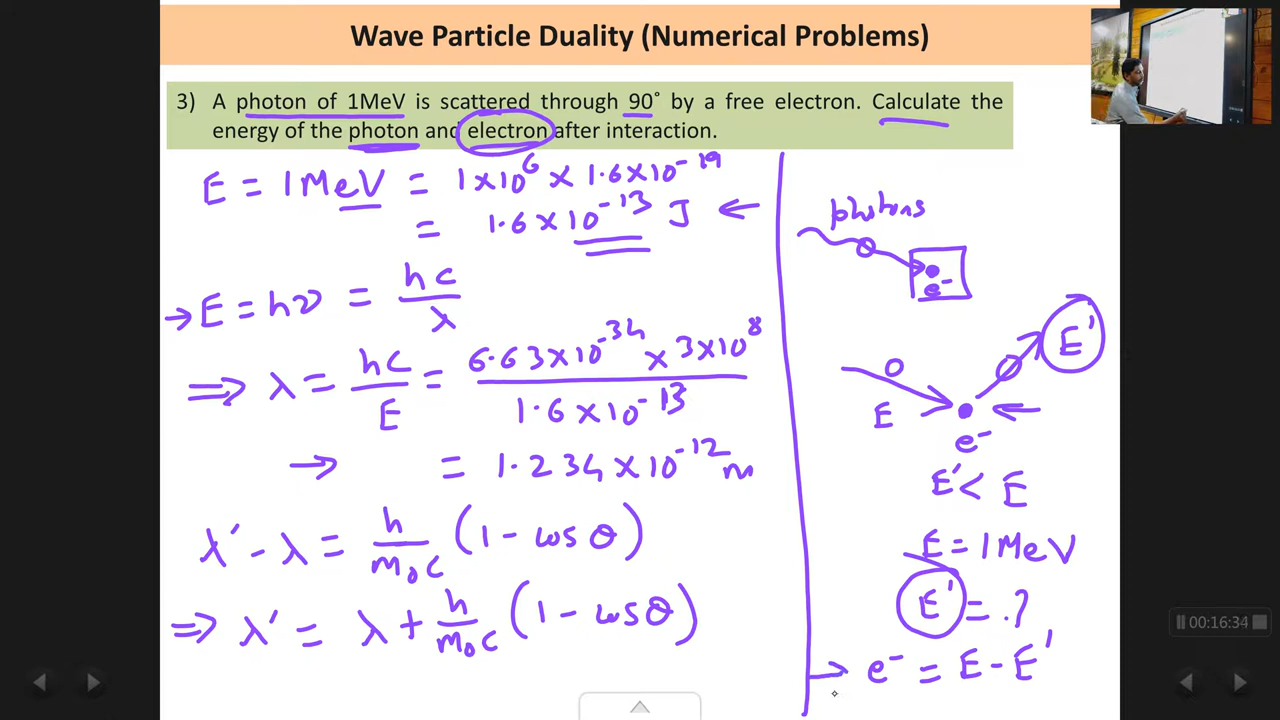 Wave Particle Duality (Numerical Problems)
3) A photon of 1MeV is scattered through 90° by a free electron. Calculate the
energy of the photon and electron after interaction.
E = 1MeV = 1×10⁶ × 1.6×10⁻¹⁹
= 1.6×10⁻¹³ J ←
→ E = hν = hc/λ
⇒ λ = hc/E = 6.63×10⁻³⁴ × 3×10⁸ / 1.6×10⁻¹³
→ = 1.234×10⁻¹² m
λ' - λ = h/m₀c (1 - cos θ)
⇒ λ' = λ + h/m₀c (1 - cosθ)
photons
e⁻
E'
E
e⁻
E' < E
E = 1MeV
E' = ?
→ e⁻ = E - E'
00:16:34